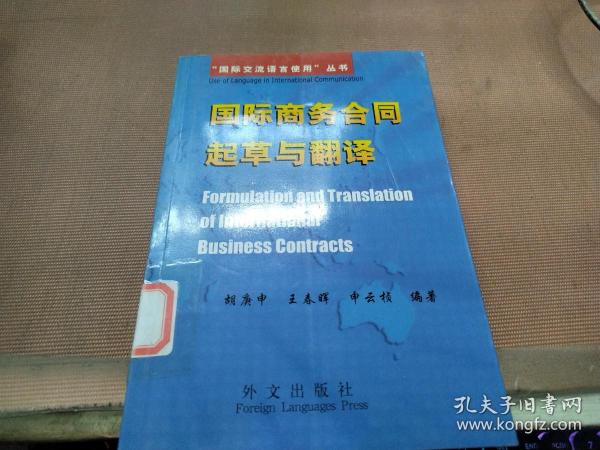 "国际交流语言使用"丛书
Use of Language in International Communication
国际商务合同
起草与翻译
Formulation and Translation
of International
Business Contracts
胡庚申 王春晖 申云桢 编著
外文出版社
Foreign Languages Press
孔夫子旧书网
www.kongfz.com